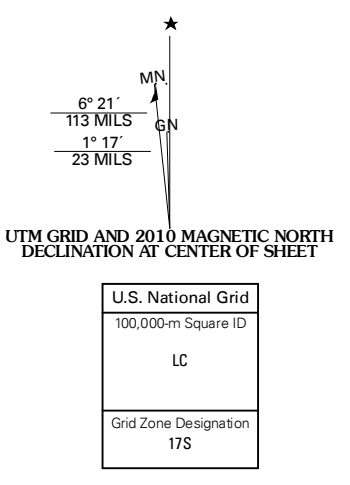 ★
MN.
6° 21´
113 MILS
GN
1° 17´
23 MILS
UTM GRID AND 2010 MAGNETIC NORTH
DECLINATION AT CENTER OF SHEET
U.S. National Grid
100,000-m Square ID
LC
Grid Zone Designation
17S